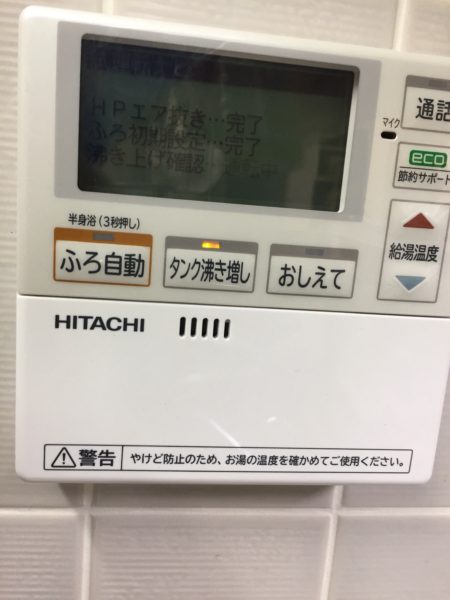 HPエア抜き…完了
ふろ初期設定…完了
沸き上げ確認 運転中
マイク
通話
eco
節約サポート
半身浴（3秒押し）
ふろ自動
タンク沸き増し
おしえて
給湯温度
HITACHI
警告
やけど防止のため、お湯の温度を確かめてご使用ください。